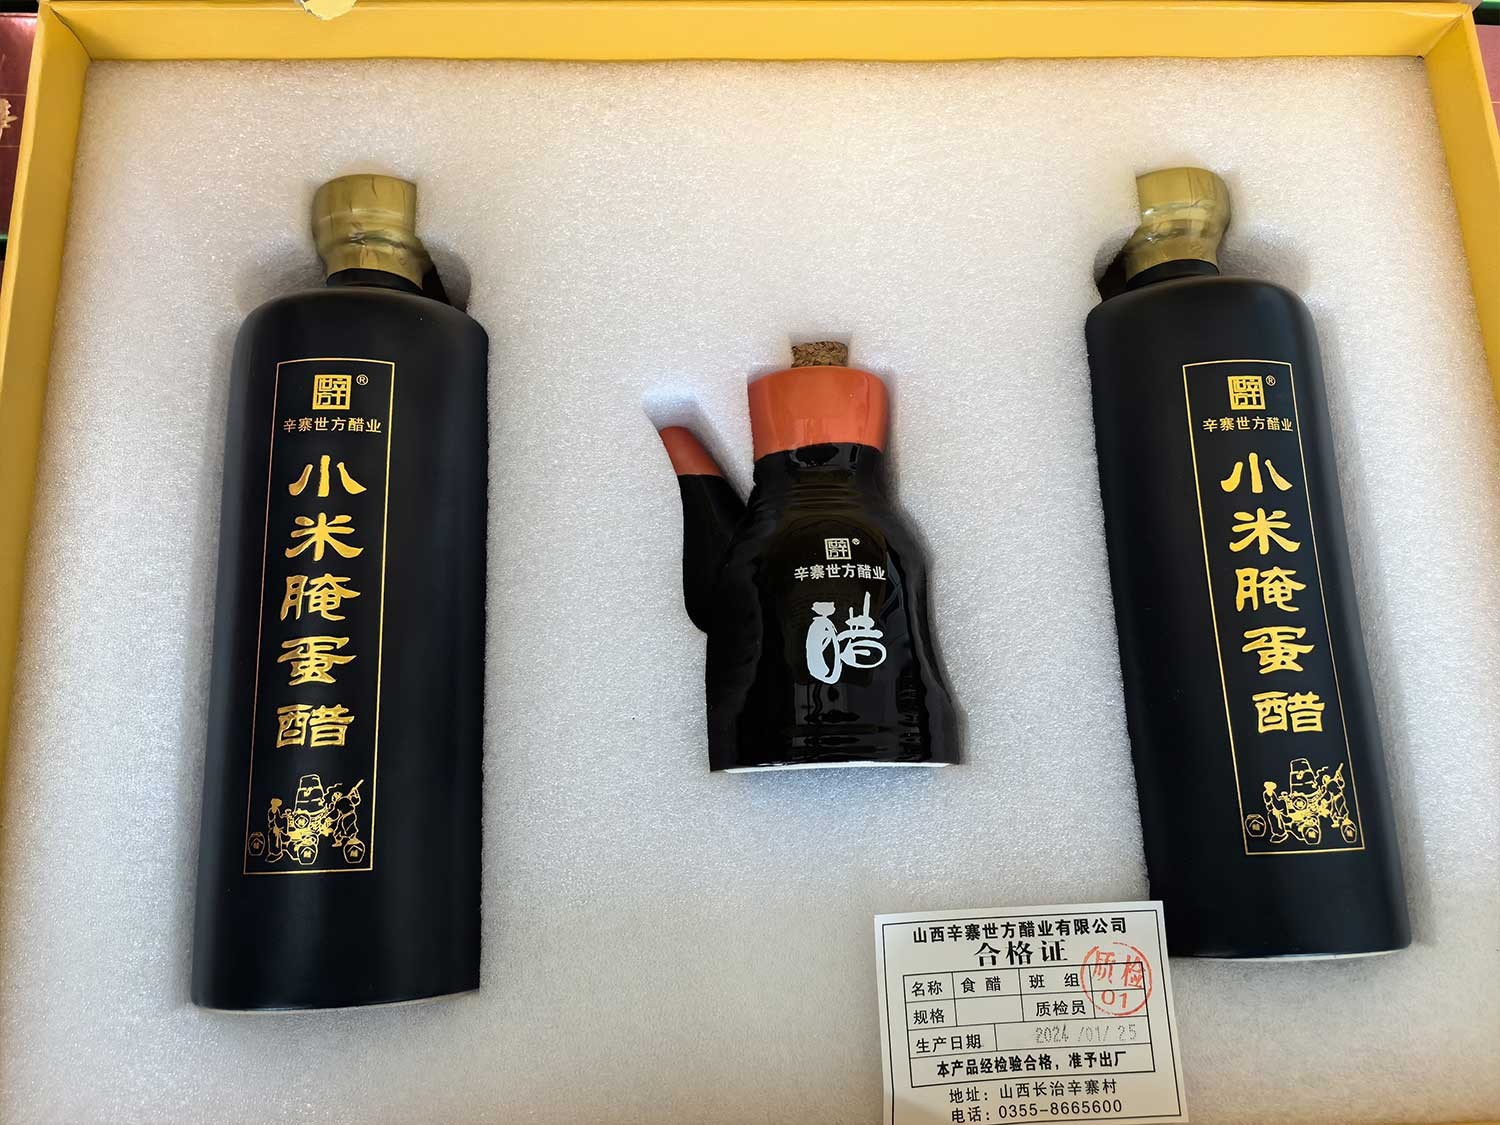 ®
辛寨世方醋业
小米腌蛋醋
®
辛寨世方醋业
醋
®
辛寨世方醋业
小米腌蛋醋
山西辛寨世方醋业有限公司
合格证
名称 食醋 班组
规格 质检员
质检
01
生产日期 2024/01/25
本产品经检验合格，准予出厂
地址：山西长治辛寨村
电话：0355-8665600